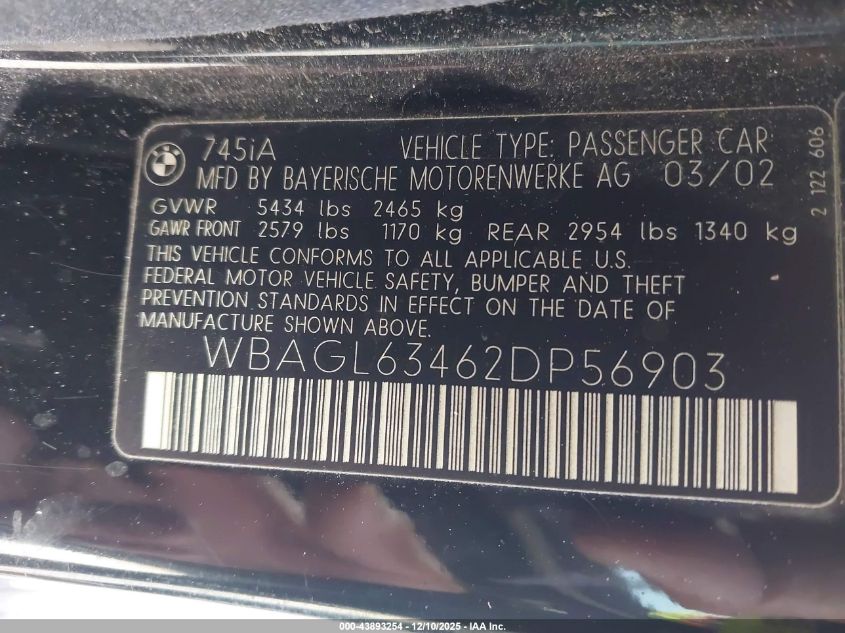 745iA VEHICLE TYPE: PASSENGER CAR
MFD BY BAYERISCHE MOTORENWERKE AG 03/02
GVWR 5434 lbs 2465 kg
GAWR FRONT 2579 lbs 1170 kg REAR 2954 lbs 1340 kg
THIS VEHICLE CONFORMS TO ALL APPLICABLE U.S.
FEDERAL MOTOR VEHICLE SAFETY, BUMPER AND THEFT
PREVENTION STANDARDS IN EFFECT ON THE DATE OF
MANUFACTURE SHOWN ABOVE.
WBAGL63462DP56903
2 122 606
000-43893254 - 12/10/2025 - IAA Inc.